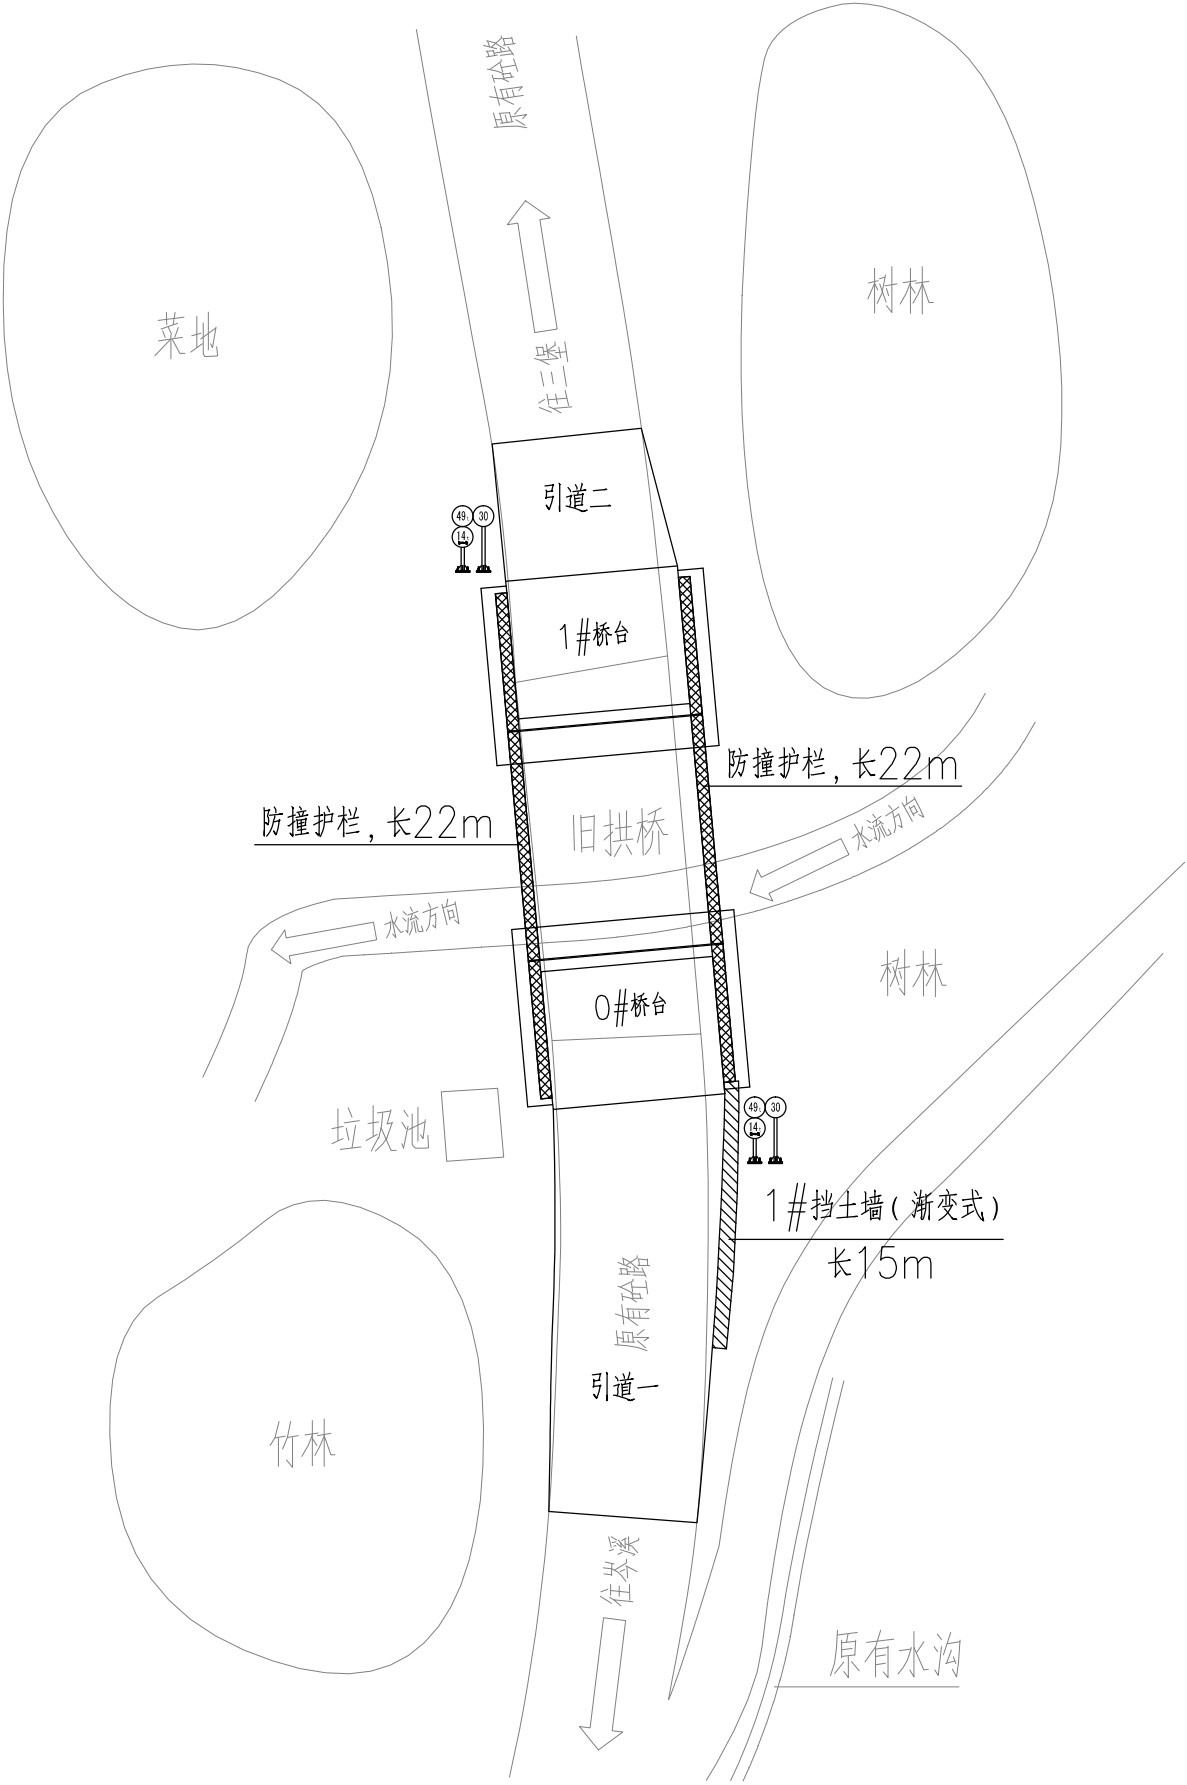 原有砼路
树林
菜地
往三堡
引道二
49t
30
14t
1#桥台
防撞护栏，长22m
防撞护栏，长22m
旧拱桥
水流方向
水流方向
树林
0#桥台
垃圾池
49t
30
14t
1#挡土墙(渐变式)
长15m
原有砼路
引道一
竹林
往岑溪
原有水沟